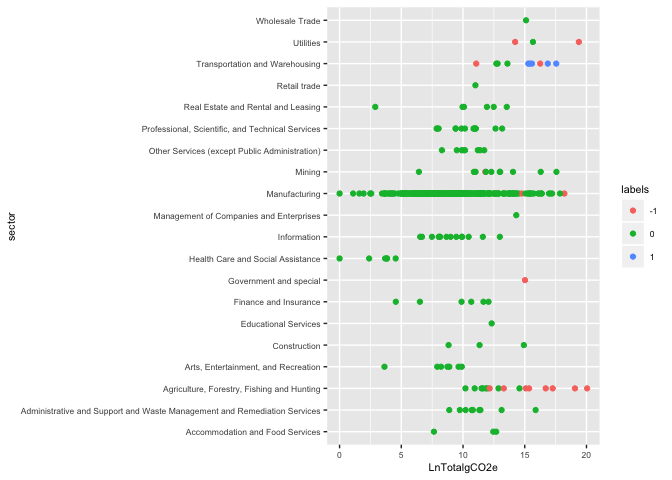 Wholesale Trade
Utilities
Transportation and Warehousing
Retail trade
Real Estate and Rental and Leasing
Professional, Scientific, and Technical Services
Other Services (except Public Administration)
Mining
Manufacturing
Management of Companies and Enterprises
Information
Health Care and Social Assistance
Government and special
Finance and Insurance
Educational Services
Construction
Arts, Entertainment, and Recreation
Agriculture, Forestry, Fishing and Hunting
Administrative and Support and Waste Management and Remediation Services
Accommodation and Food Services
sector
0 5 10 15 20
LnTotalgCO2e
labels
-1
0
1